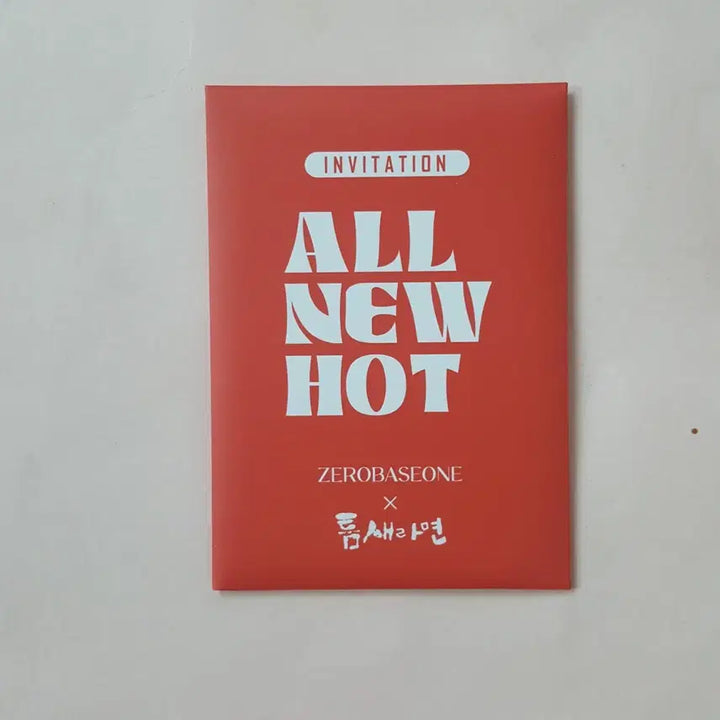 INVITATION
ALL
NEW
HOT
ZEROBASEONE
×
틈새라면